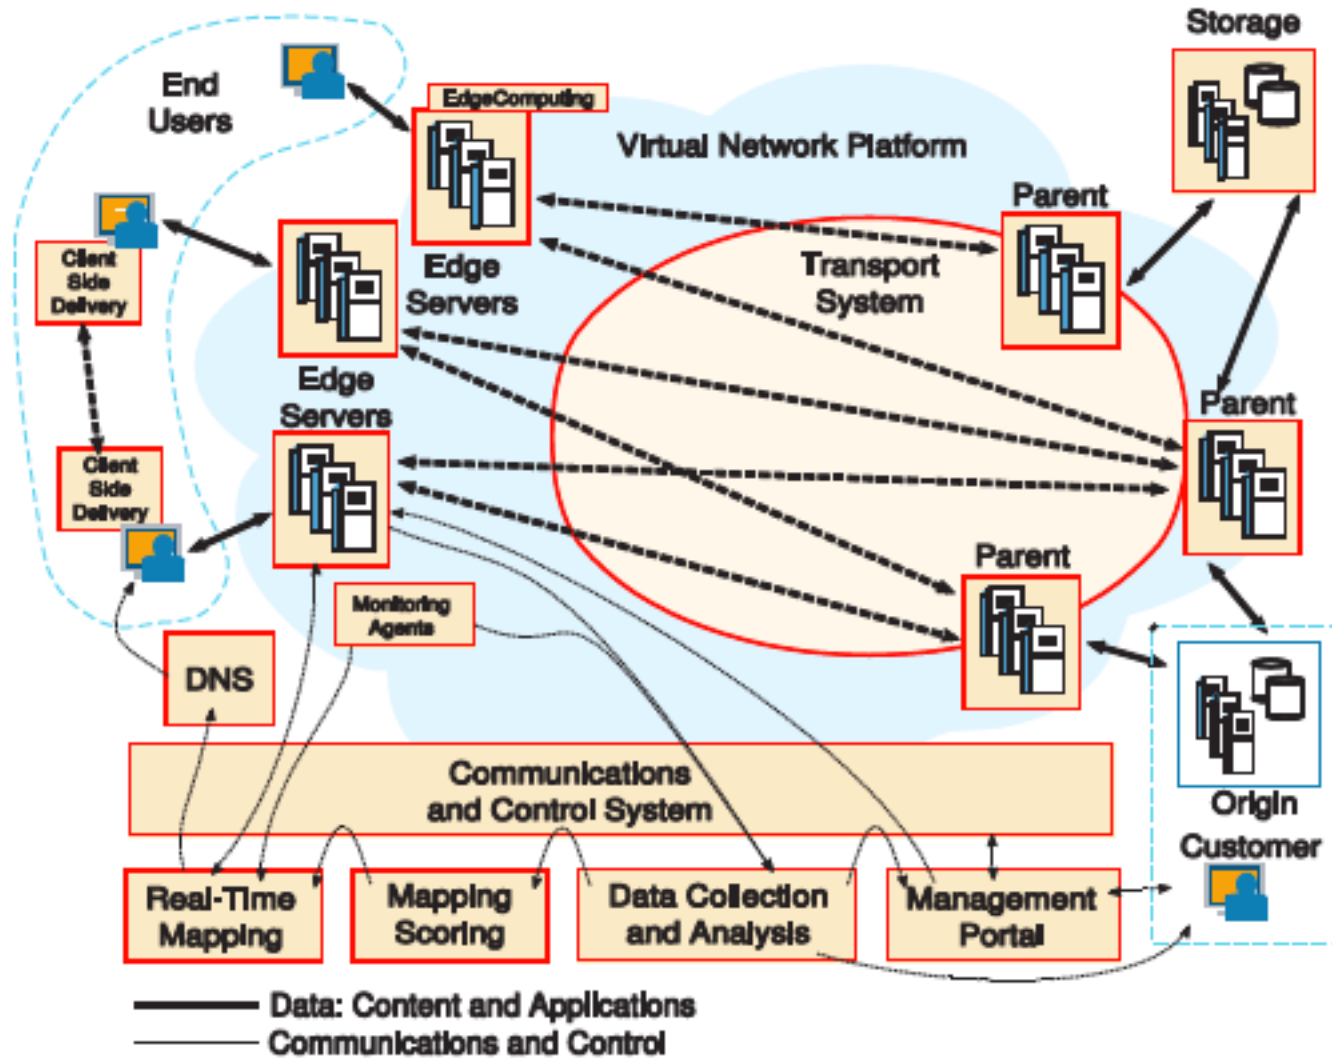 Storage
End
Users
EdgeComputing
Virtual Network Platform
Parent
Client
Side
Delivery
Edge
Servers
Transport
System
Edge
Servers
Parent
Client
Side
Delivery
Parent
Monitoring
Agents
DNS
Communications
and Control System
Origin
Customer
Real-Time
Mapping
Mapping
Scoring
Data Collection
and Analysis
Management
Portal
Data: Content and Applications
Communications and Control